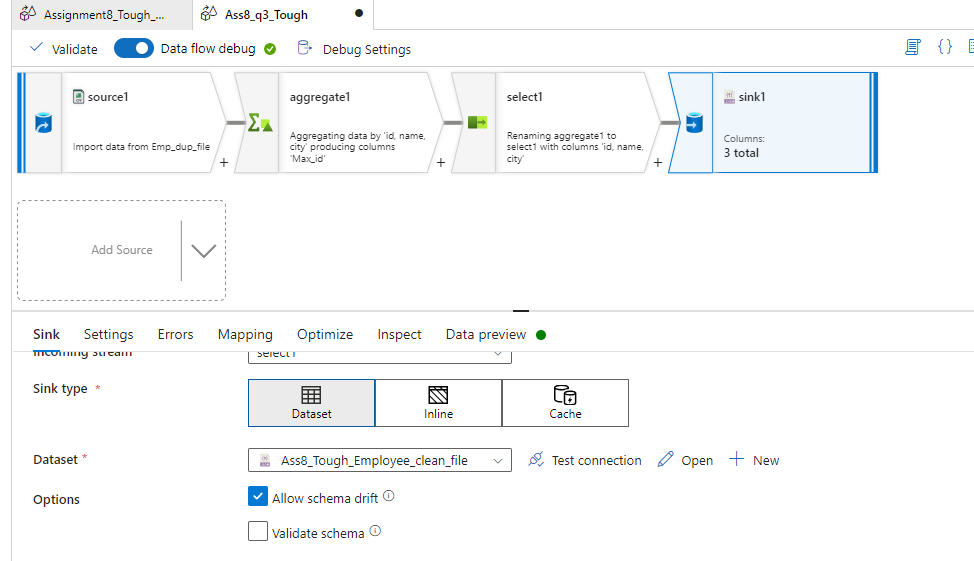 Assignment8_Tough_...
Ass8_q3_Tough
Validate
Data flow debug
Debug Settings
source1
Import data from Emp_dup_file
+
aggregate1
Aggregating data by 'id, name,
city' producing columns
'Max_id'
+
select1
Renaming aggregate1 to
select1 with columns 'id, name,
city'
+
sink1
Columns:
3 total
Add Source
Sink
Settings
Errors
Mapping
Optimize
Inspect
Data preview
Incoming stream
select1
Sink type *
Dataset
Inline
Cache
Dataset *
Ass8_Tough_Employee_clean_file
Test connection
Open
New
Options
Allow schema drift
Validate schema